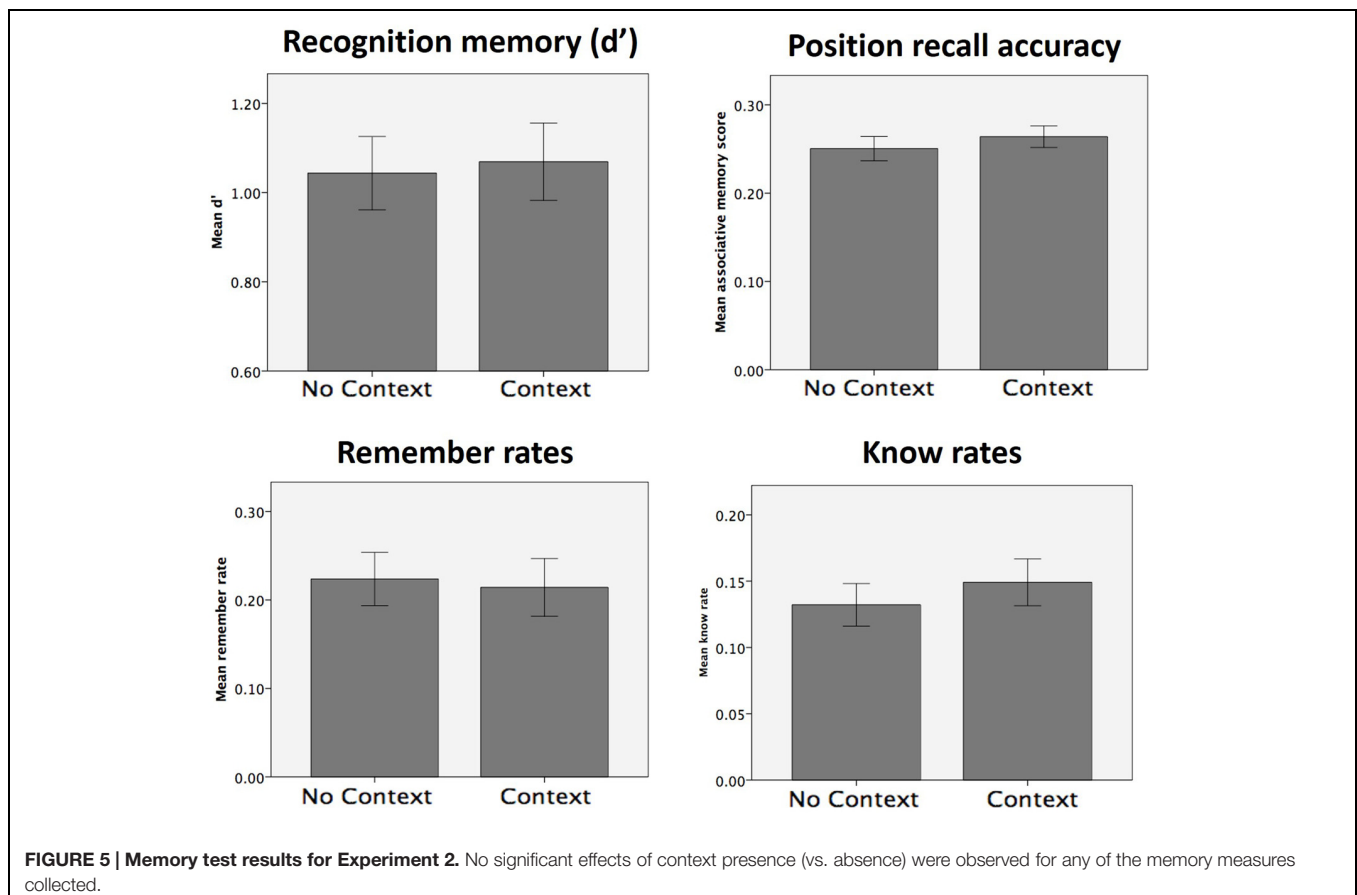 Recognition memory (d’)
Mean d'
1.20
1.00
0.80
0.60
No Context Context
Position recall accuracy
Mean associative memory score
0.30
0.20
0.10
0.00
No Context Context
Remember rates
Mean remember rate
0.30
0.20
0.10
0.00
No Context Context
Know rates
Mean know rate
0.20
0.15
0.10
0.05
0.00
No Context Context
FIGURE 5 | Memory test results for Experiment 2. No significant effects of context presence (vs. absence) were observed for any of the memory measures
collected.